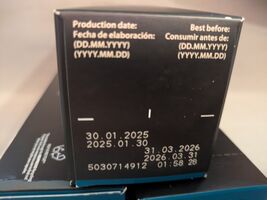 Production date: Best before:
Fecha de elaboración: Consumir antes de:
(DD.MM.YYYY) (DD.MM.YYYY)
(YYYY.MM.DD) (YYYY.MM.DD)
30.01.2025
2025.01.30
31.03.2026
2026.03.31
5030714912 01:58 28